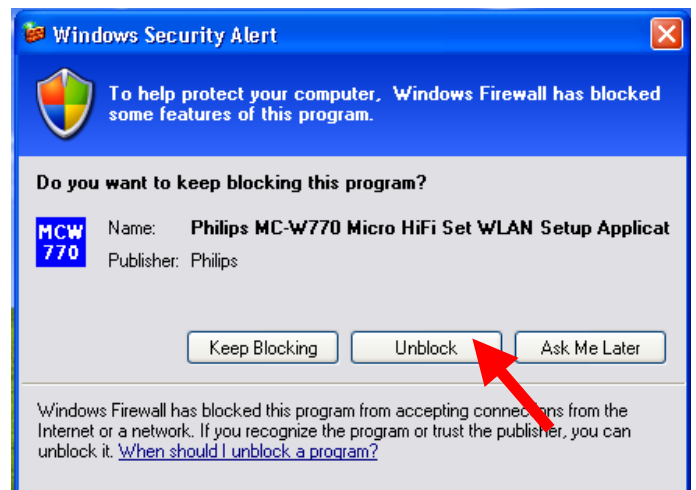 Windows Security Alert
To help protect your computer, Windows Firewall has blocked
some features of this program.
Do you want to keep blocking this program?
MCW
770
Name: Philips MC-W770 Micro HiFi Set WLAN Setup Applicat
Publisher: Philips
Keep Blocking Unblock Ask Me Later
Windows Firewall has blocked this program from accepting connections from the
Internet or a network. If you recognize the program or trust the publisher, you can
unblock it. When should I unblock a program?